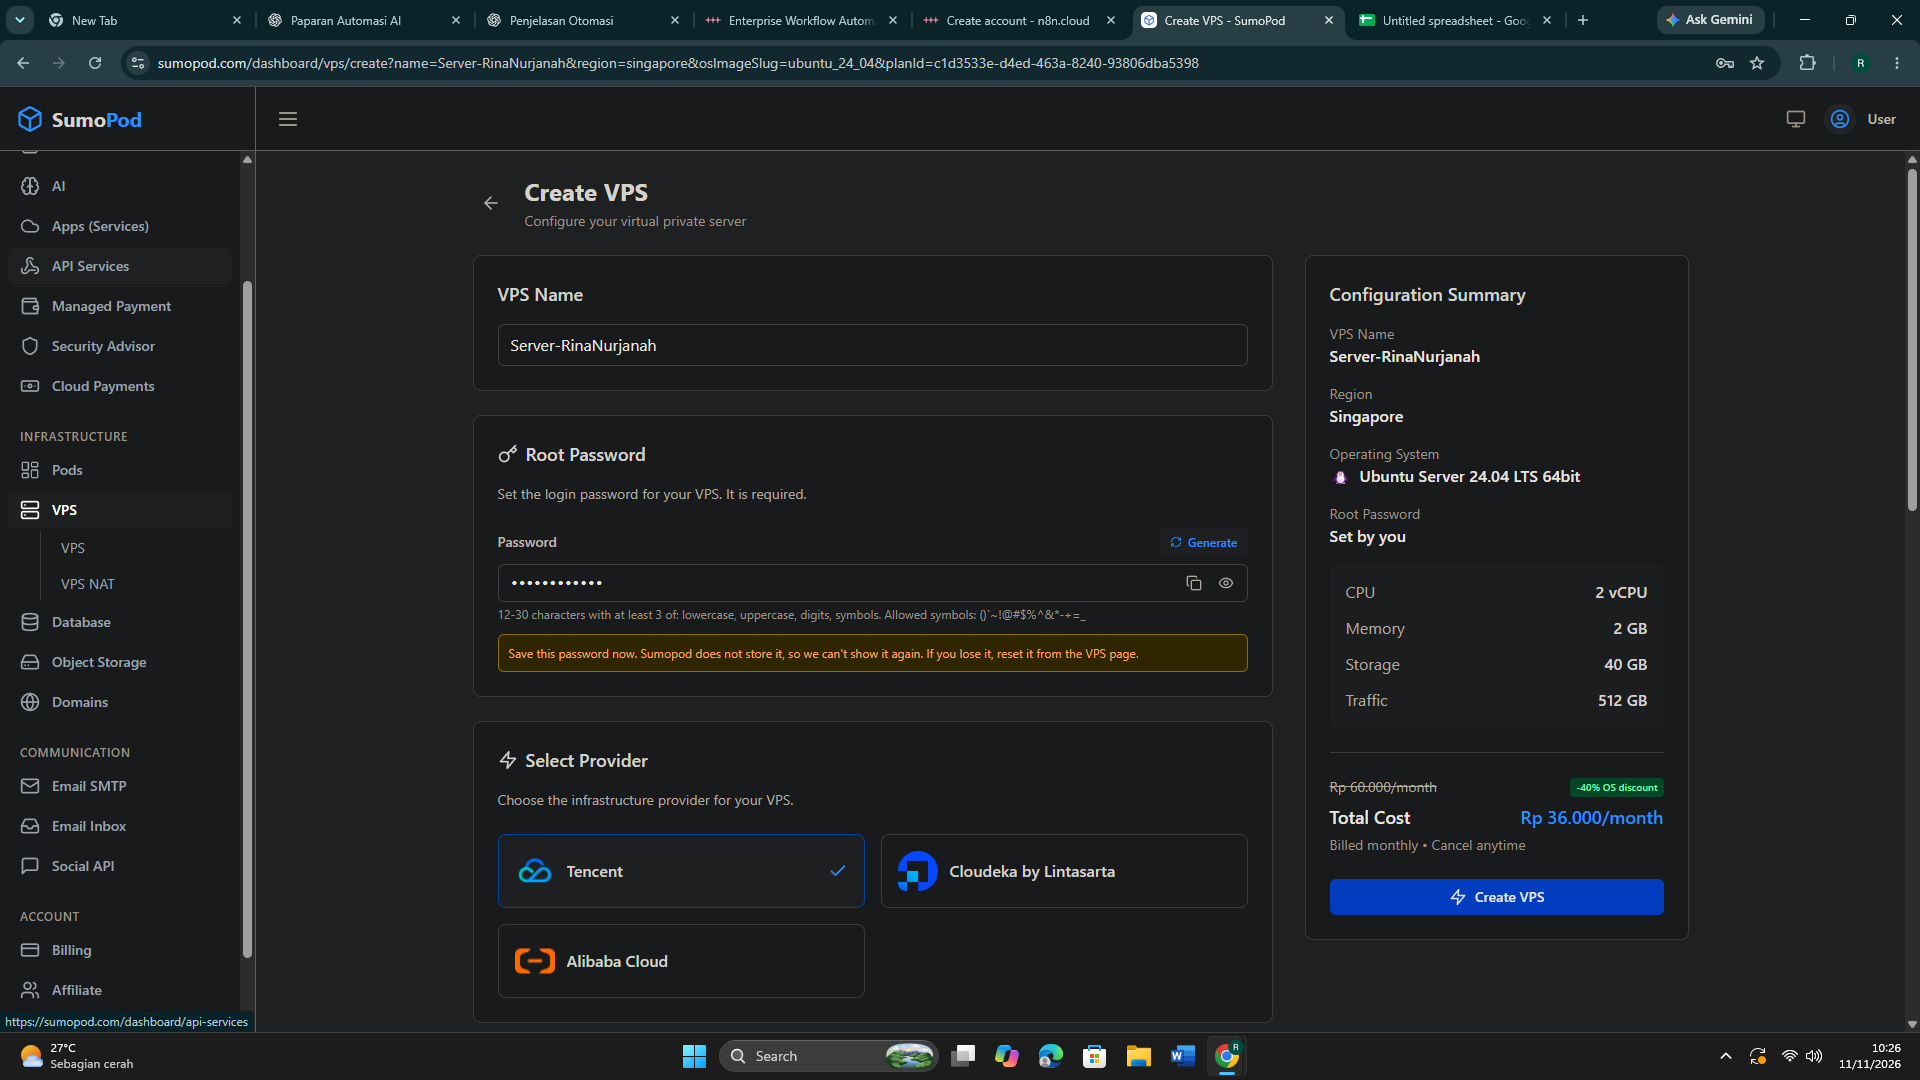 New Tab
Paparan Automasi AI
Penjelasan Otomasi
Enterprise Workflow Autom
Create account - n8n.cloud
Create VPS - SumoPod
Untitled spreadsheet - Goo
Ask Gemini
sumopod.com/dashboard/vps/create?name=Server-RinaNurjanah&region=singapore&osImageSlug=ubuntu_24_04&planId=c1d3533e-d4ed-463a-8240-93806dba5398
R
SumoPod
User
AI
Apps (Services)
API Services
Managed Payment
Security Advisor
Cloud Payments
INFRASTRUCTURE
Pods
VPS
VPS
VPS NAT
Database
Object Storage
Domains
COMMUNICATION
Email SMTP
Email Inbox
Social API
ACCOUNT
Billing
Affiliate
https://sumopod.com/dashboard/api-services
Create VPS
Configure your virtual private server
VPS Name
Server-RinaNurjanah
Root Password
Set the login password for your VPS. It is required.
Password
Generate
••••••••••••
12-30 characters with at least 3 of: lowercase, uppercase, digits, symbols. Allowed symbols: ()`~!@#$%^&*-+=_
Save this password now. Sumopod does not store it, so we can't show it again. If you lose it, reset it from the VPS page.
Select Provider
Choose the infrastructure provider for your VPS.
Tencent
Cloudeka by Lintasarta
Alibaba Cloud
Configuration Summary
VPS Name
Server-RinaNurjanah
Region
Singapore
Operating System
Ubuntu Server 24.04 LTS 64bit
Root Password
Set by you
CPU 2 vCPU
Memory 2 GB
Storage 40 GB
Traffic 512 GB
Rp 60.000/month -40% OS discount
Total Cost Rp 36.000/month
Billed monthly • Cancel anytime
Create VPS
27°C
Sebagian cerah
Search
R
10:26
11/11/2026